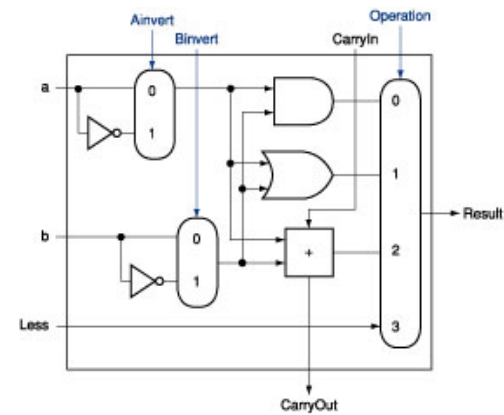 Operation
Ainvert
Binvert
CarryIn
a
0
0
1
1
Result
b
0
+
2
1
Less
3
CarryOut